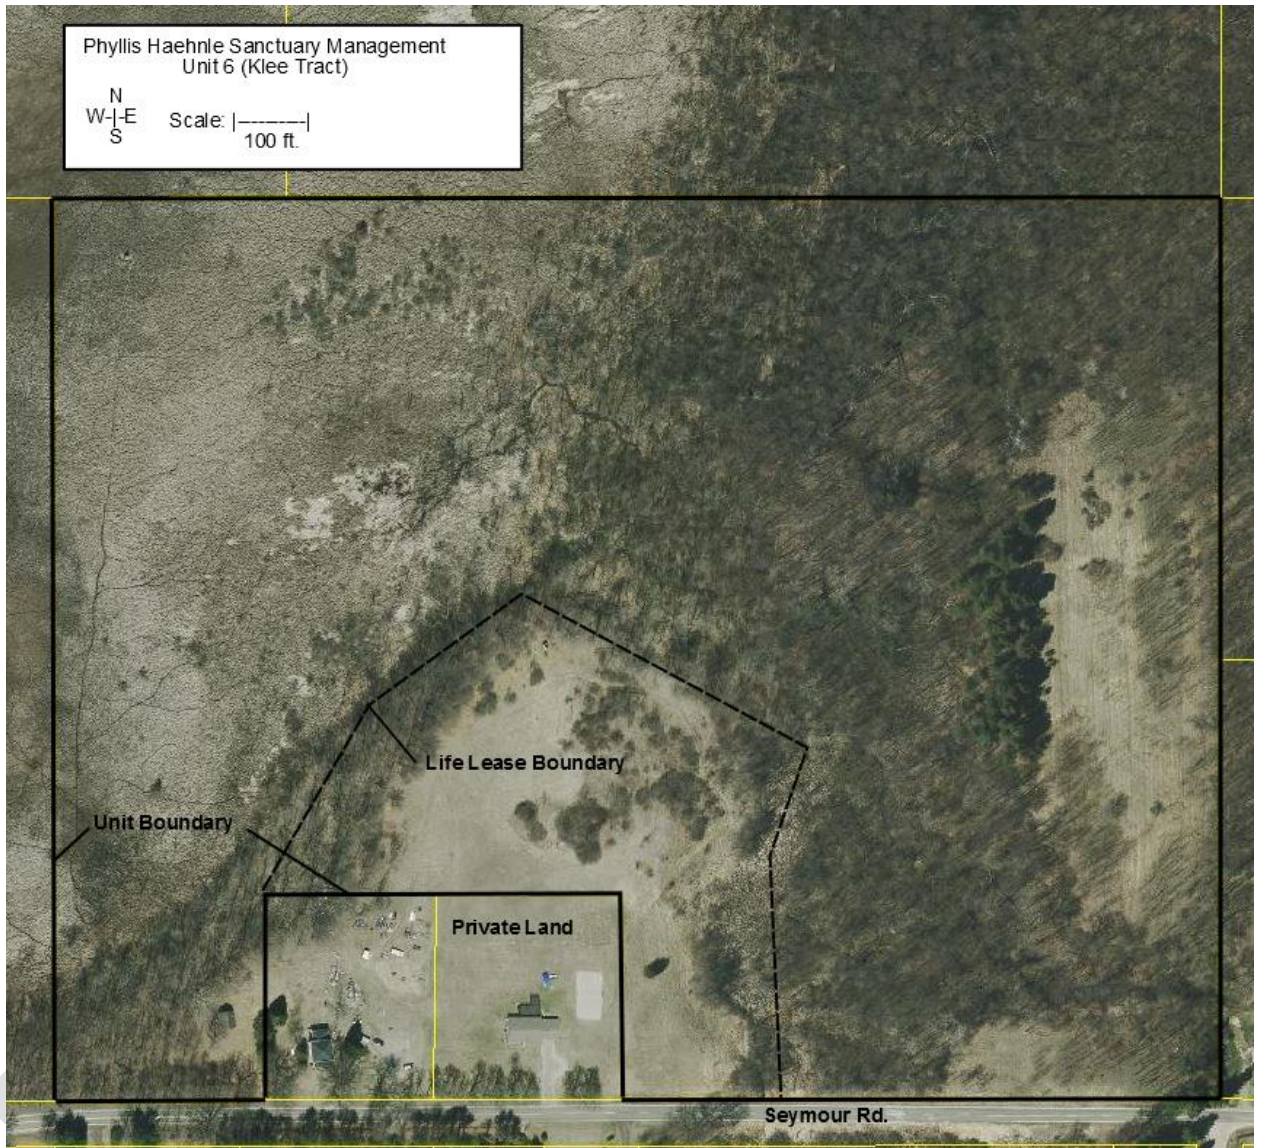 Phyllis Haehnle Sanctuary Management
Unit 6 (Klee Tract)
N
W-|-E
S
Scale: |----------|
100 ft.
Life Lease Boundary
Unit Boundary
Private Land
Seymour Rd.